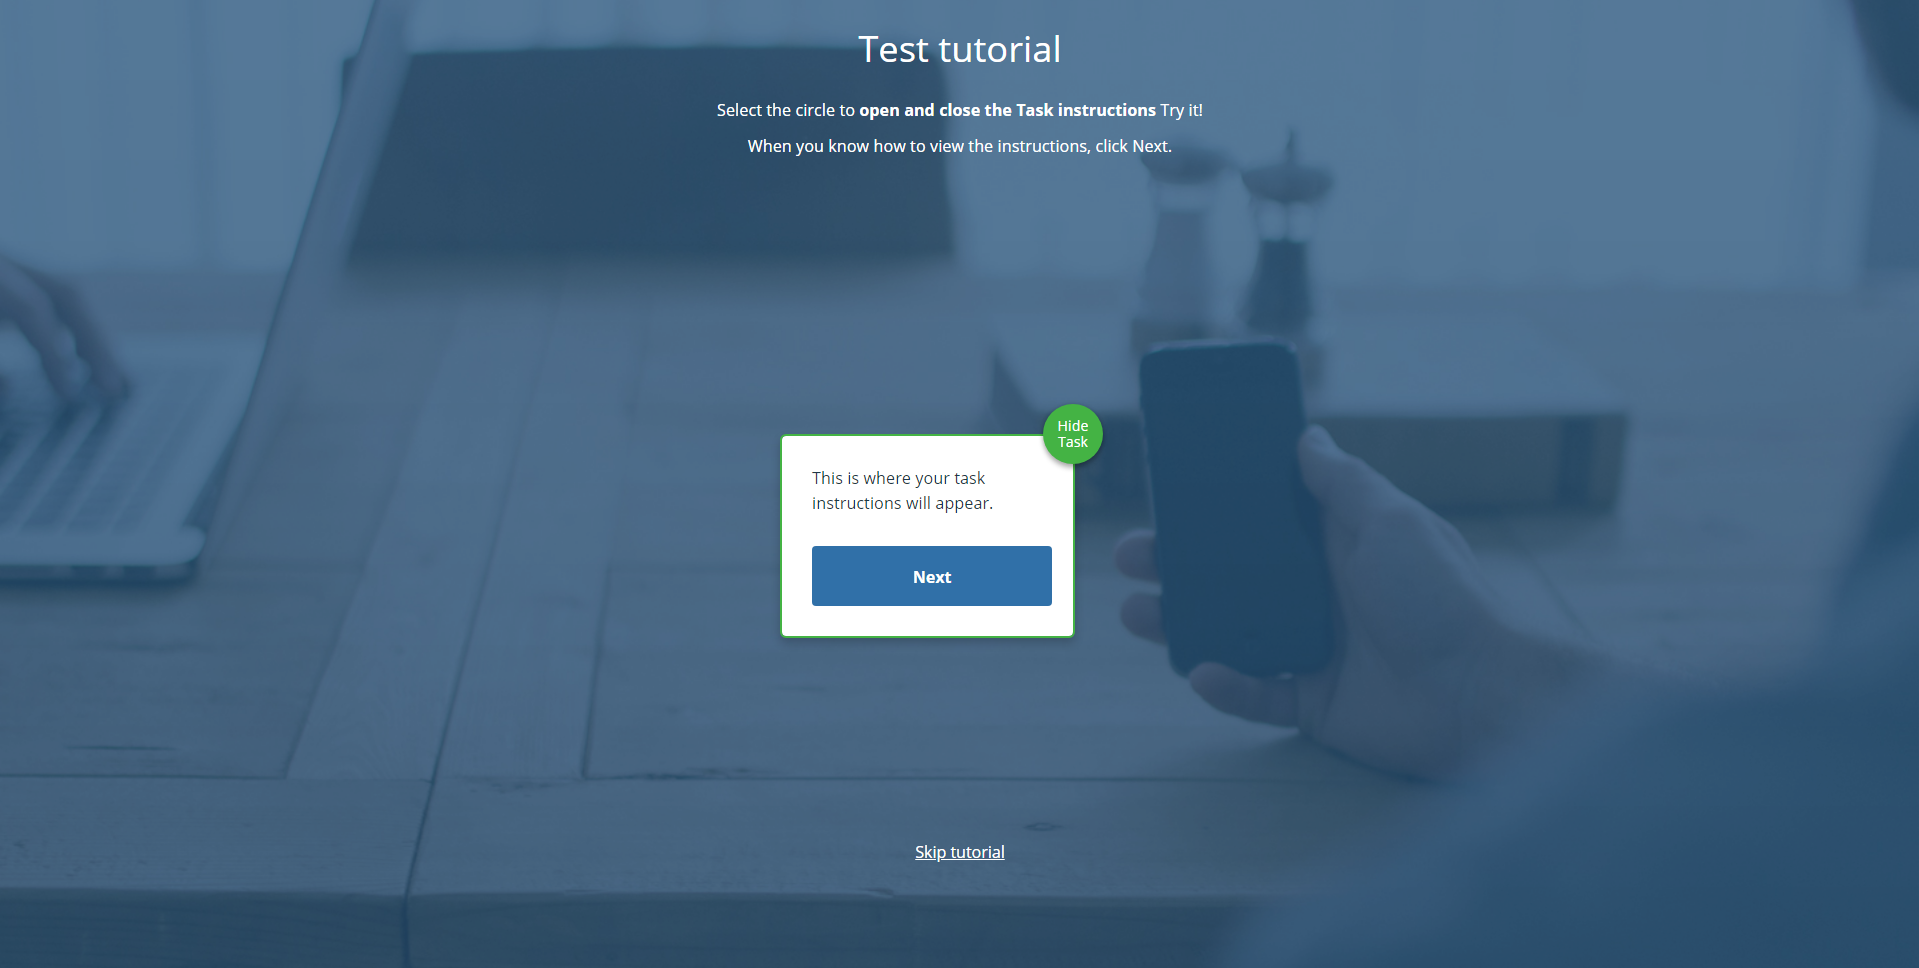 Test tutorial
Select the circle to open and close the Task instructions Try it!
When you know how to view the instructions, click Next.
Hide
Task
This is where your task
instructions will appear.
Next
Skip tutorial